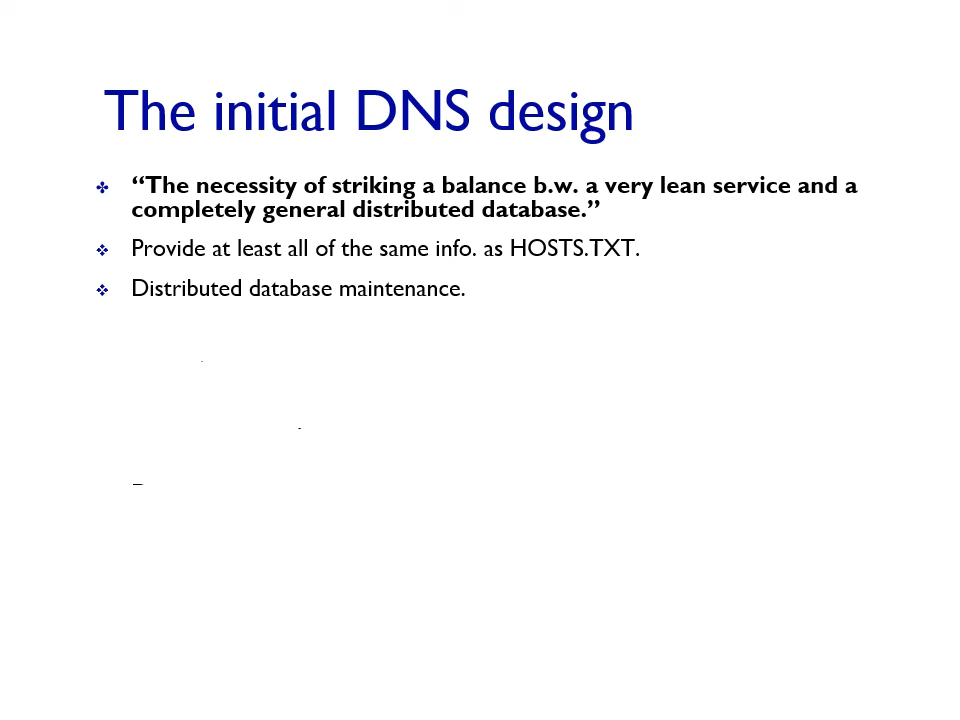 The initial DNS design
“The necessity of striking a balance b.w. a very lean service and a
completely general distributed database.”
Provide at least all of the same info. as HOSTS.TXT.
Distributed database maintenance.